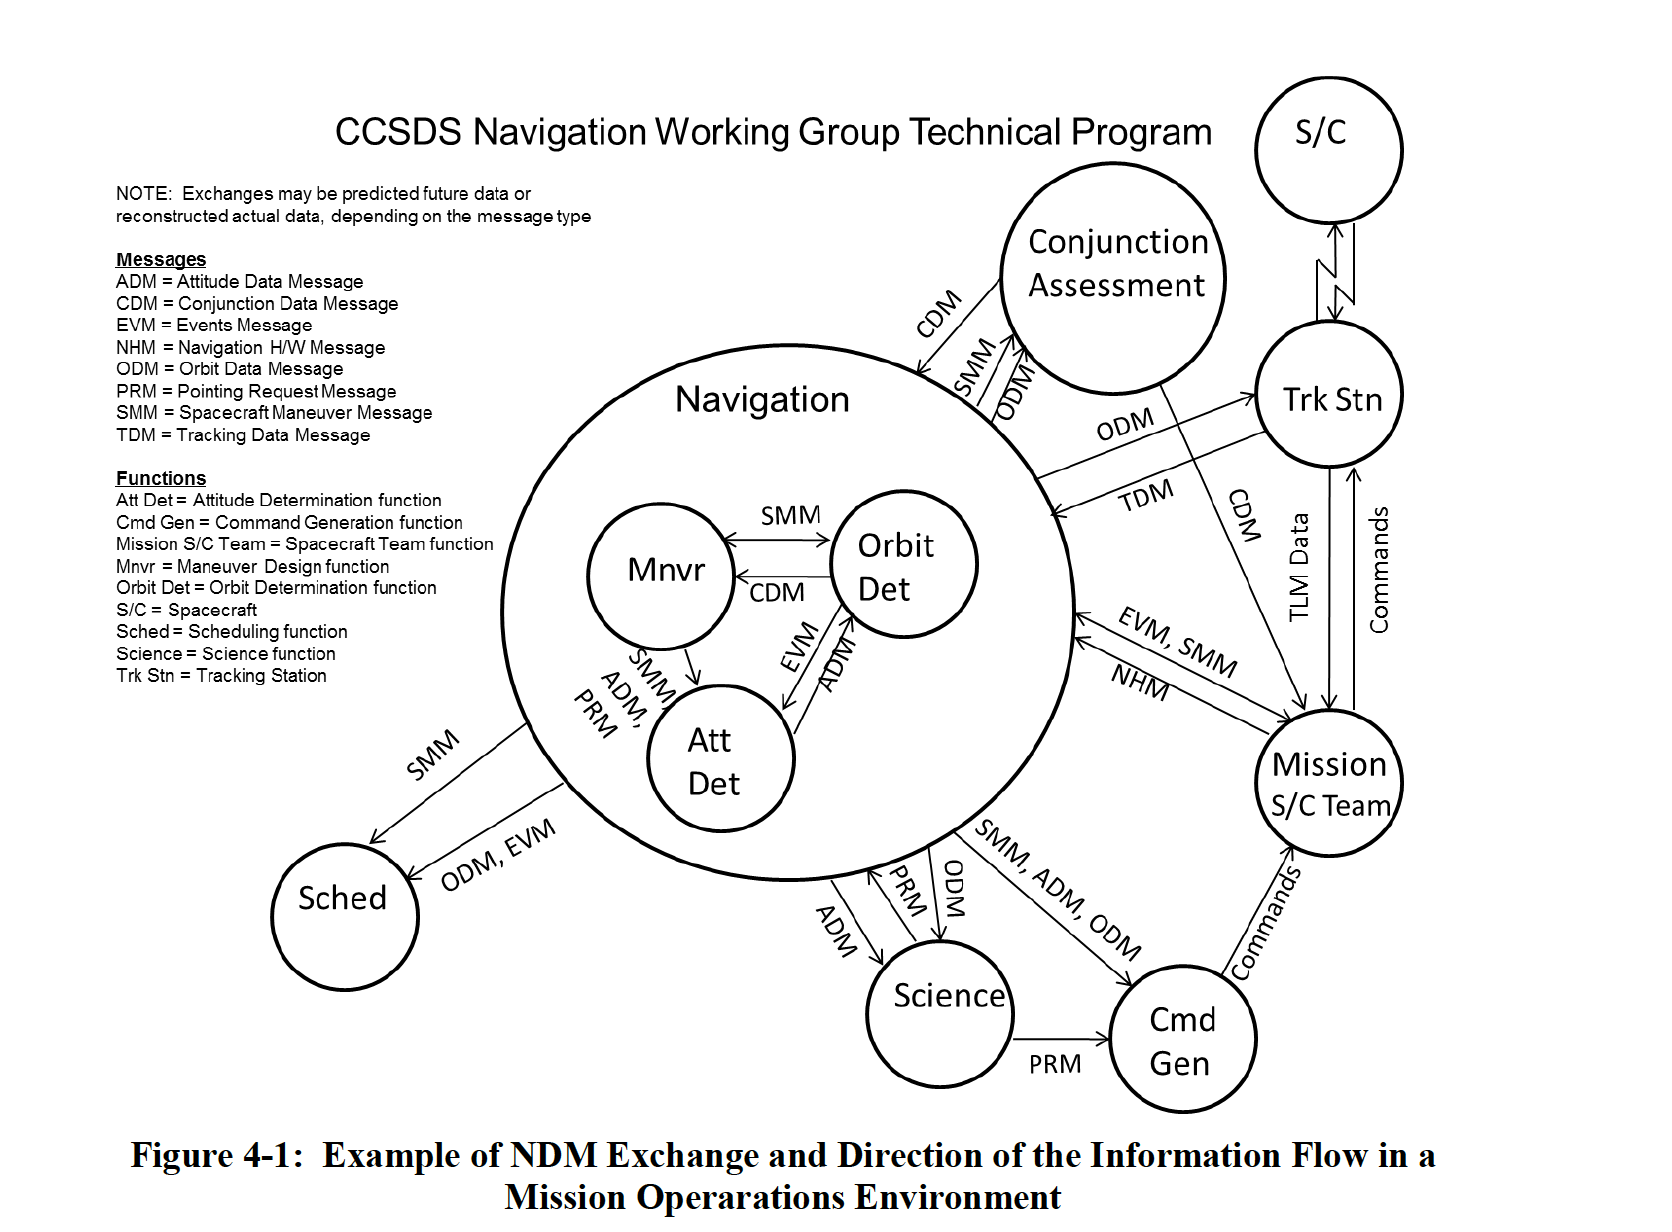 CCSDS Navigation Working Group Technical Program
NOTE: Exchanges may be predicted future data or
reconstructed actual data, depending on the message type
Messages
ADM = Attitude Data Message
CDM = Conjunction Data Message
EVM = Events Message
NHM = Navigation H/W Message
ODM = Orbit Data Message
PRM = Pointing Request Message
SMM = Spacecraft Maneuver Message
TDM = Tracking Data Message
Functions
Att Det = Attitude Determination function
Cmd Gen = Command Generation function
Mission S/C Team = Spacecraft Team function
Mnvr = Maneuver Design function
Orbit Det = Orbit Determination function
S/C = Spacecraft
Sched = Scheduling function
Science = Science function
Trk Stn = Tracking Station
S/C
Conjunction
Assessment
CDM
SMM
ODM
Trk Stn
ODM
TDM
CDM
TLM Data
Commands
Navigation
Mnvr
SMM
CDM
Orbit
Det
EVM
ADM
SMM,
ADM,
PRM
Att
Det
EVM, SMM
NHM
Mission
S/C Team
SMM
ODM, EVM
Sched
ADM
PRM
ODM
SMM, ADM, ODM
Commands
Science
PRM
Cmd
Gen
Figure 4-1: Example of NDM Exchange and Direction of the Information Flow in a
Mission Operarations Environment